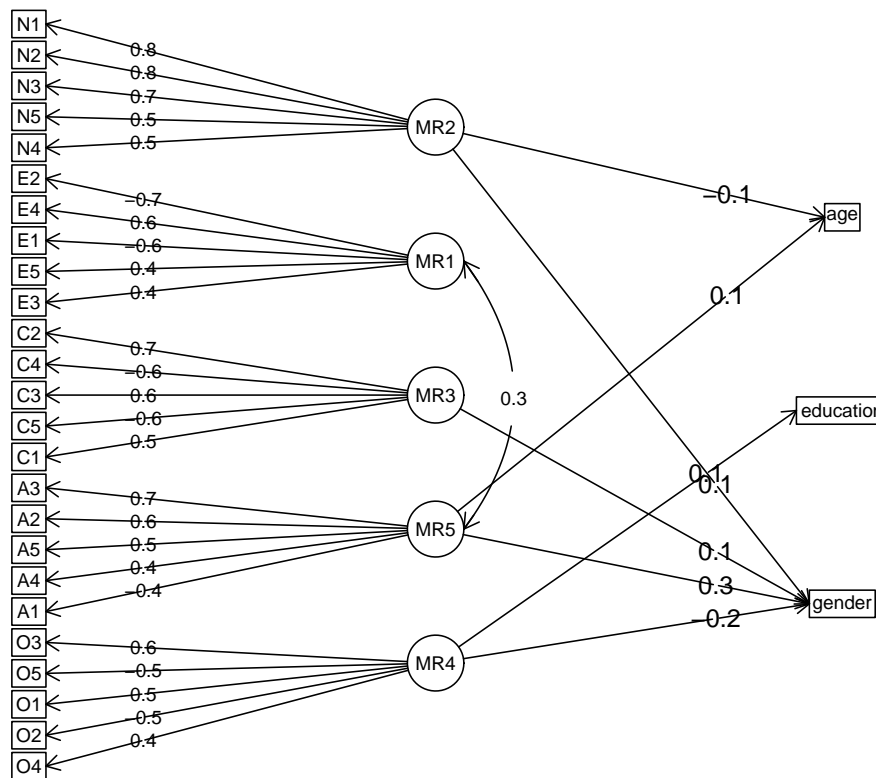 N1
N2
N3
N5
N4
E2
E4
E1
E5
E3
C2
C4
C3
C5
C1
A3
A2
A5
A4
A1
O3
O5
O1
O2
O4
0.8
0.8
0.7
0.5
0.5
−0.7
0.6
−0.6
0.4
0.4
0.7
−0.6
0.6
−0.6
0.5
0.7
0.6
0.5
0.4
−0.4
0.6
−0.5
0.5
−0.5
0.4
MR2
MR1
MR3
MR5
MR4
0.3
−0.1
0.1
0.1
0.1
0.1
0.3
−0.2
age
education
gender